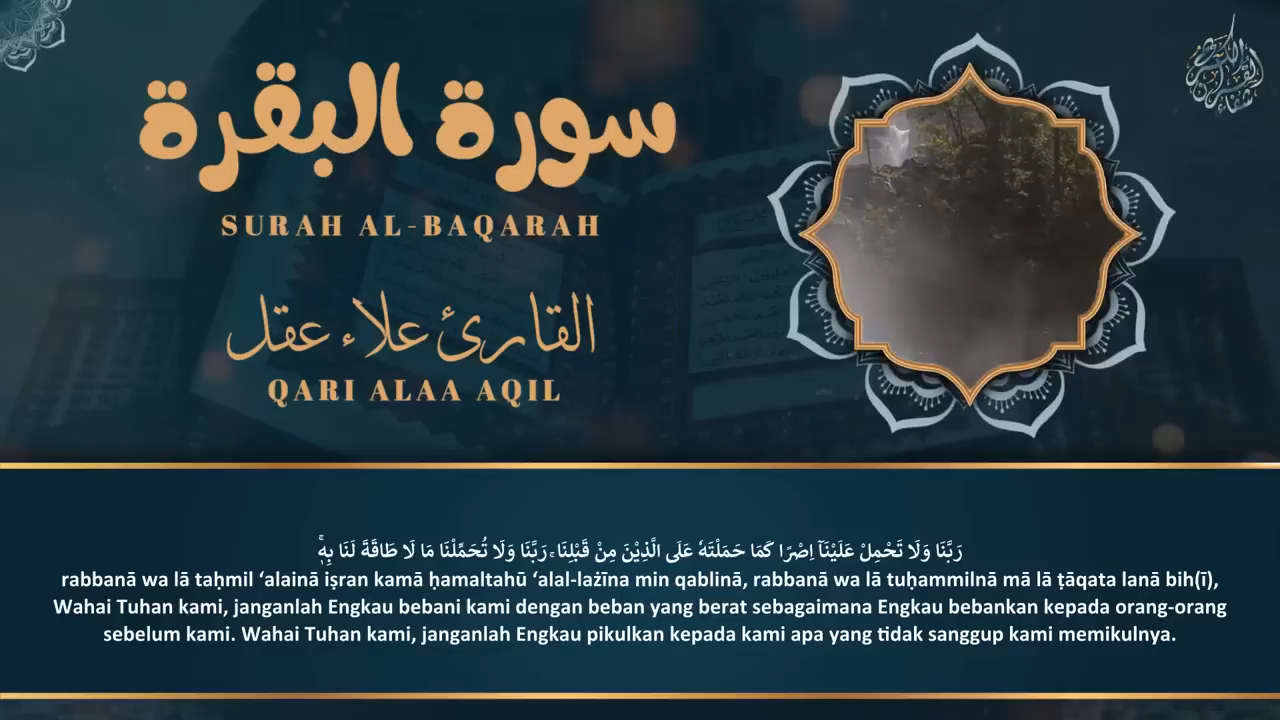 سورة البقرة
SURAH AL-BAQARAH
القارئ علاء عقل
QARI ALAA AQIL
رَبَّنَا وَلَا تَحْمِلْ عَلَيْنَآ اِصْرًا كَمَا حَمَلْتَهٗ عَلَى الَّذِيْنَ مِنْ قَبْلِنَا ۚ رَبَّنَا وَلَا تُحَمِّلْنَا مَا لَا طَاقَةَ لَنَا بِهٖۚ
rabbanā wa lā taḥmil ‘alainā iṣran kamā ḥamaltahū ‘alal-lażīna min qablinā, rabbanā wa lā tuḥammilnā mā lā ṭāqata lanā bih(ī),
Wahai Tuhan kami, janganlah Engkau bebani kami dengan beban yang berat sebagaimana Engkau bebankan kepada orang-orang
sebelum kami. Wahai Tuhan kami, janganlah Engkau pikulkan kepada kami apa yang tidak sanggup kami memikulnya.